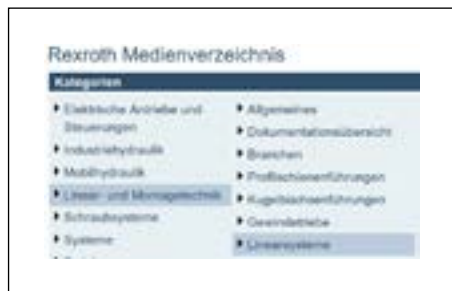 Rexroth Medienverzeichnis
Kategorien
Elektrische Antriebe und
Steuerungen
Industriehydraulik
Mobilhydraulik
Linear- und Montagetechnik
Schraubsysteme
Systeme
Allgemeines
Dokumentationsübersicht
Branchen
Profilschienenführungen
Kugelbüchsenführungen
Gewindetriebe
Linearsysteme